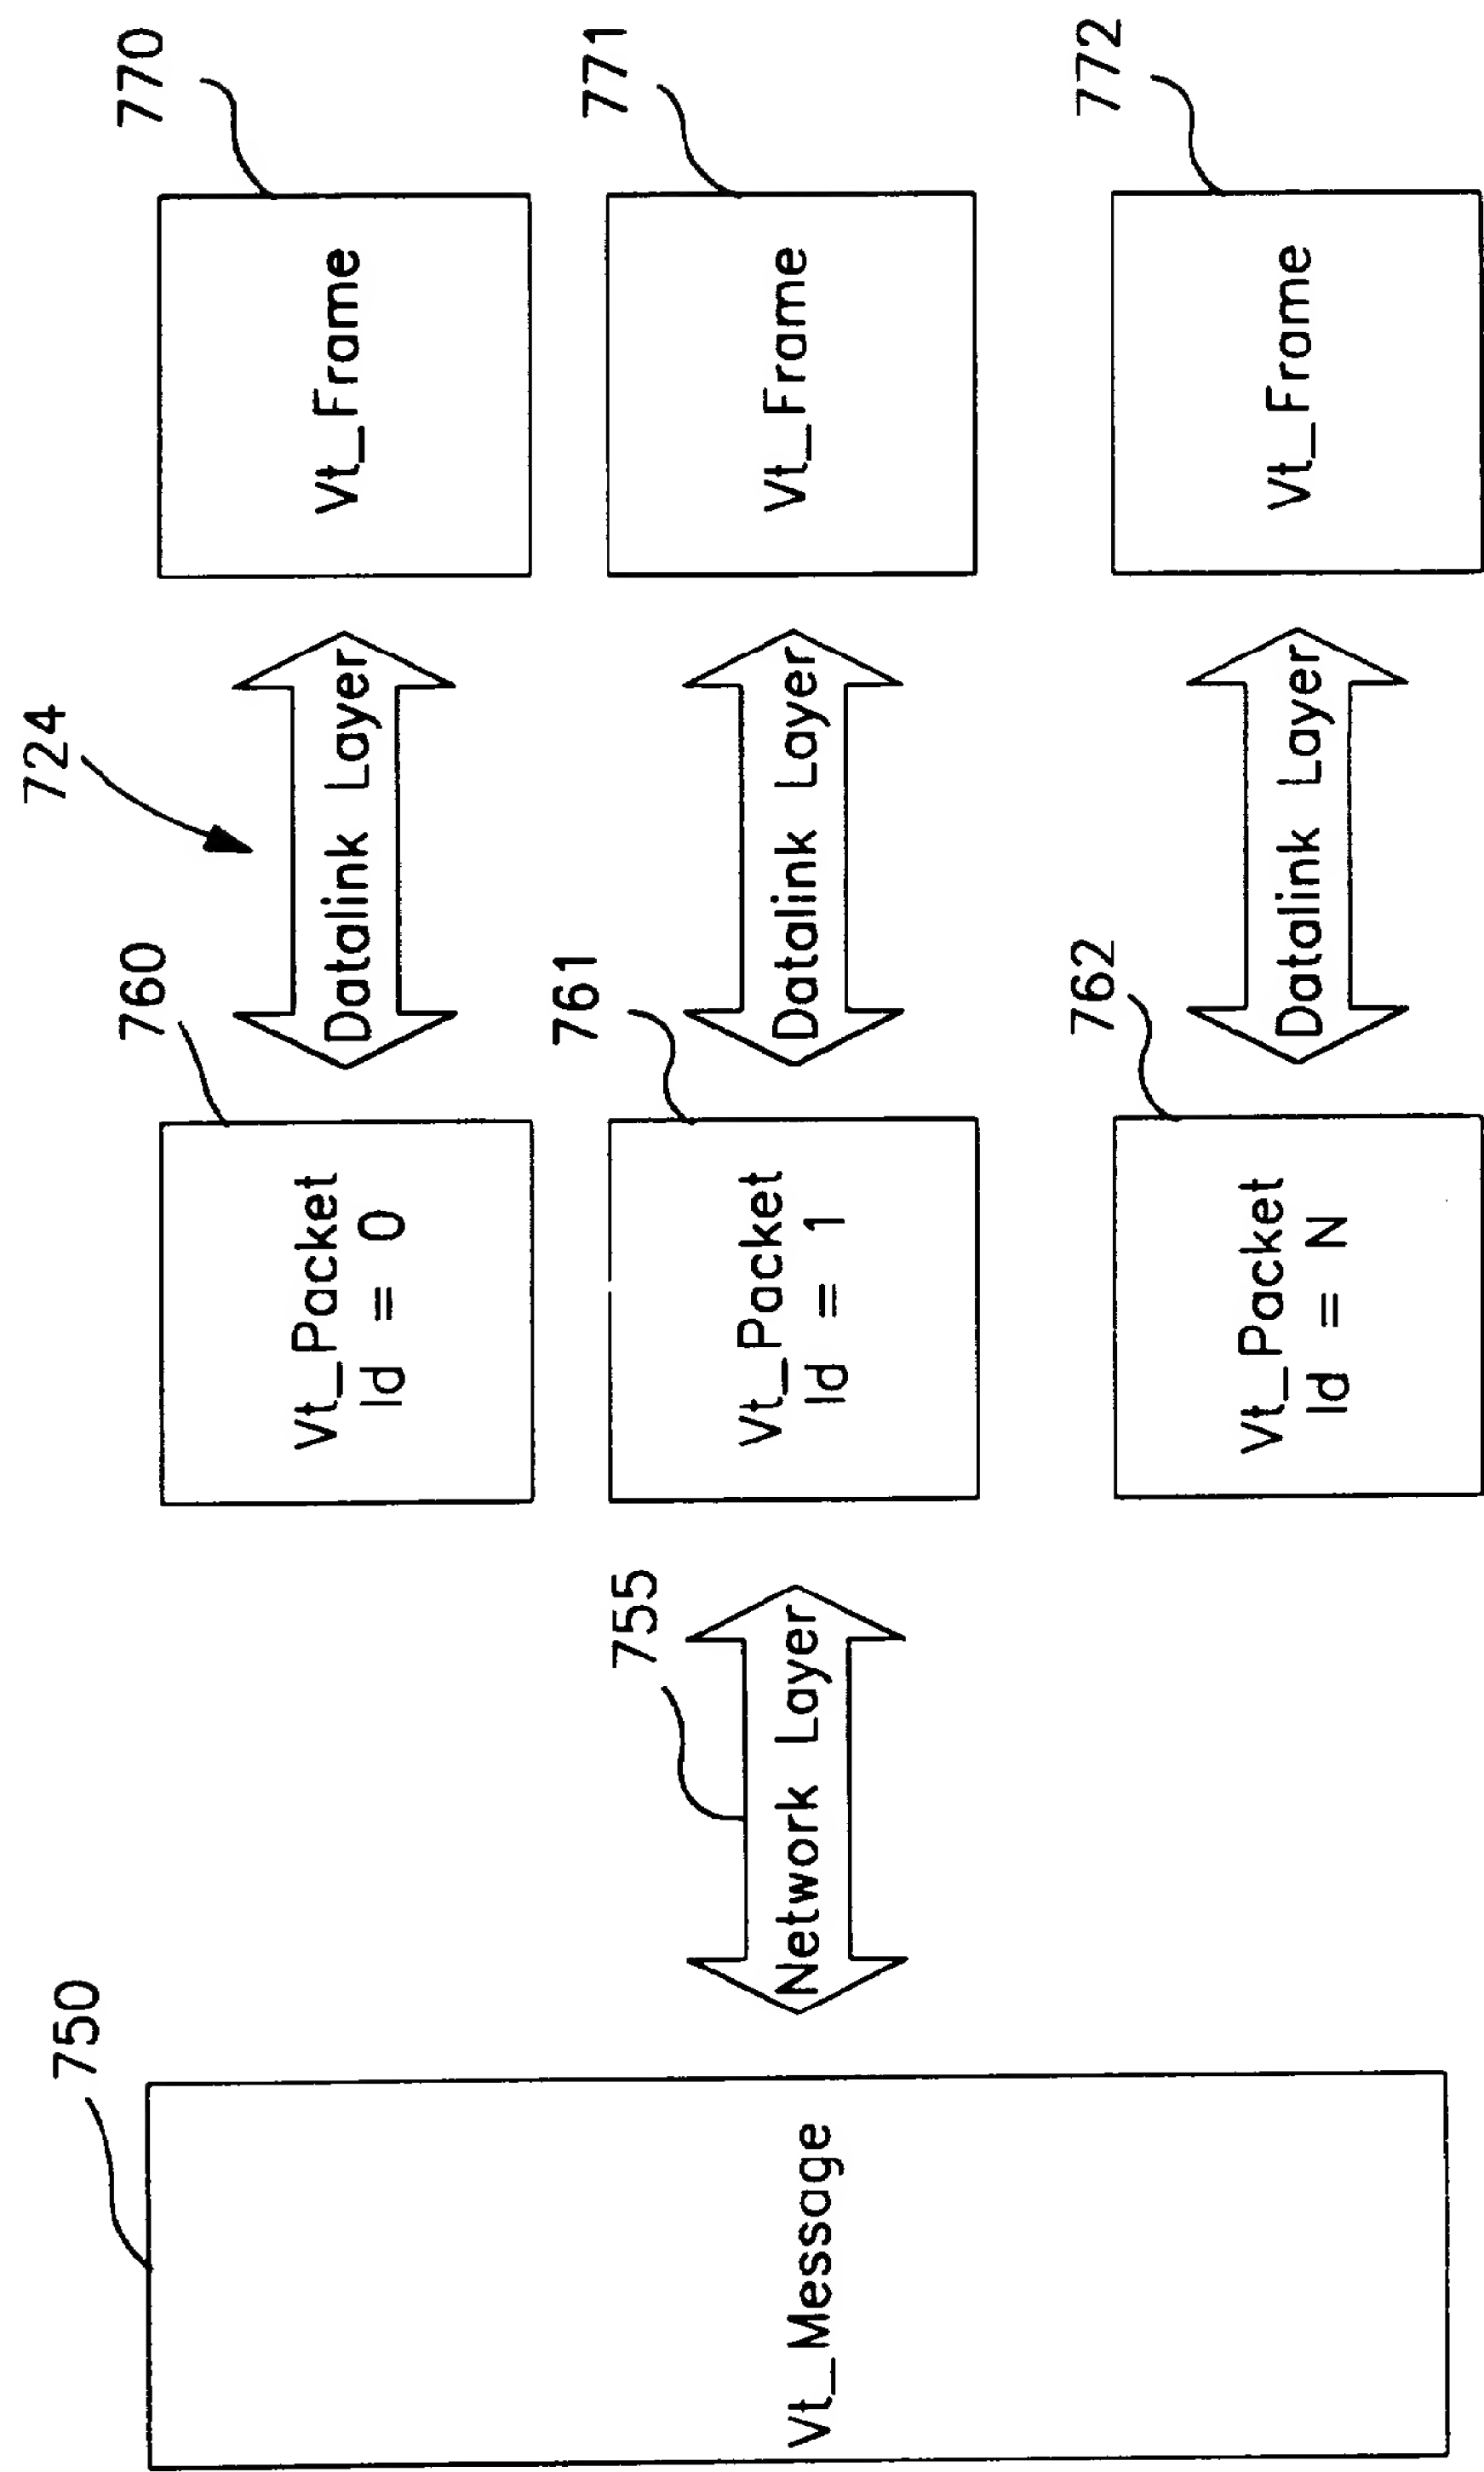 750
Vt_Message
755
Network Layer
760
Vt_Packet
Id = 0
761
Vt_Packet
Id = 1
762
Vt_Packet
Id = N
724
Datalink Layer
Datalink Layer
Datalink Layer
770
Vt_Frame
771
Vt_Frame
772
Vt_Frame